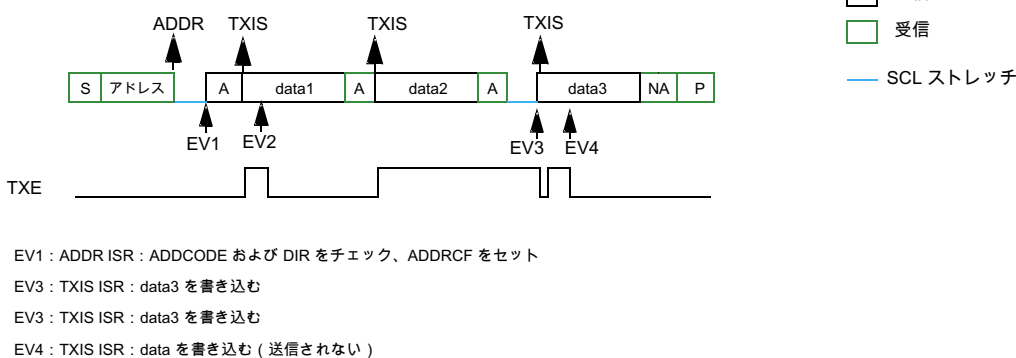 受信
SCL ストレッチ
ADDR TXIS TXIS TXIS
S アドレス A data1 A data2 A data3 NA P
EV1 EV2 EV3 EV4
TXE
EV1 : ADDR ISR : ADDCODE および DIR をチェック、ADDRCF をセット
EV3 : TXIS ISR : data3 を書き込む
EV3 : TXIS ISR : data3 を書き込む
EV4 : TXIS ISR : data を書き込む ( 送信されない )